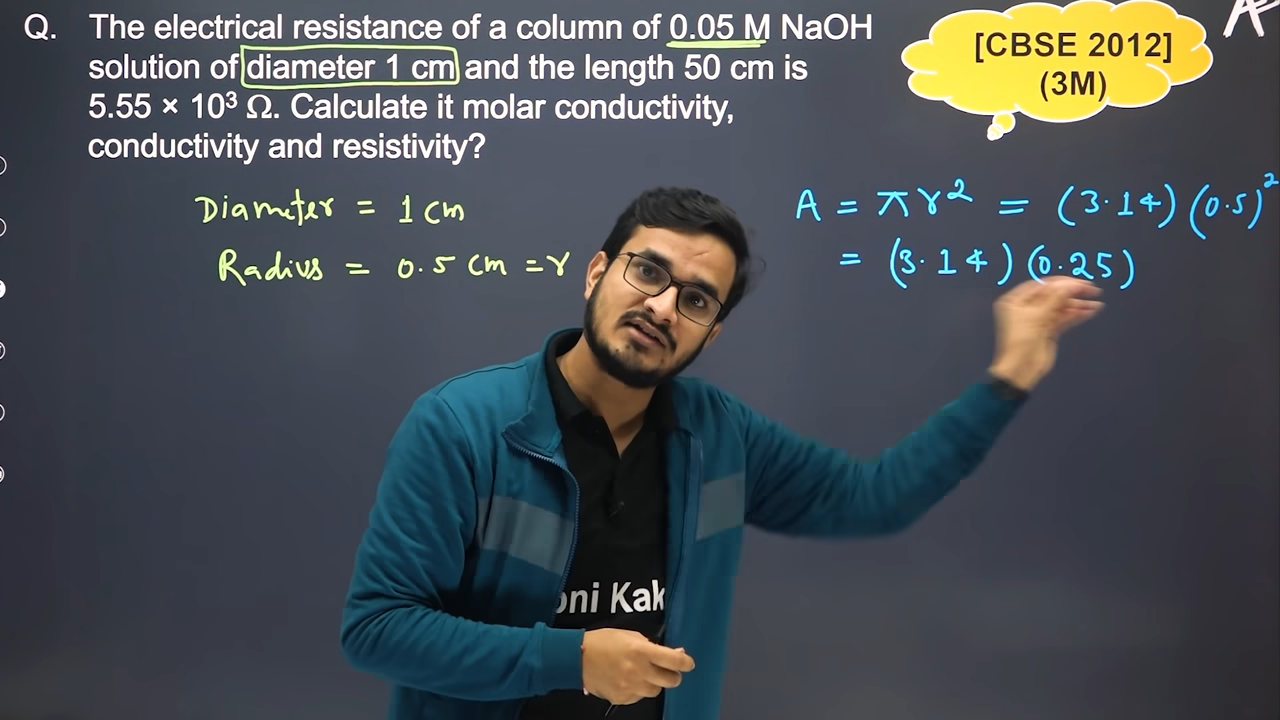 Q. The electrical resistance of a column of 0.05 M NaOH
solution of diameter 1 cm and the length 50 cm is
5.55 × 10³ Ω. Calculate it molar conductivity,
conductivity and resistivity?
[CBSE 2012]
(3M)
Diameter = 1 cm
Radius = 0.5 cm = r
A = πr² = (3.14)(0.5)²
= (3.14)(0.25)
oni Kak